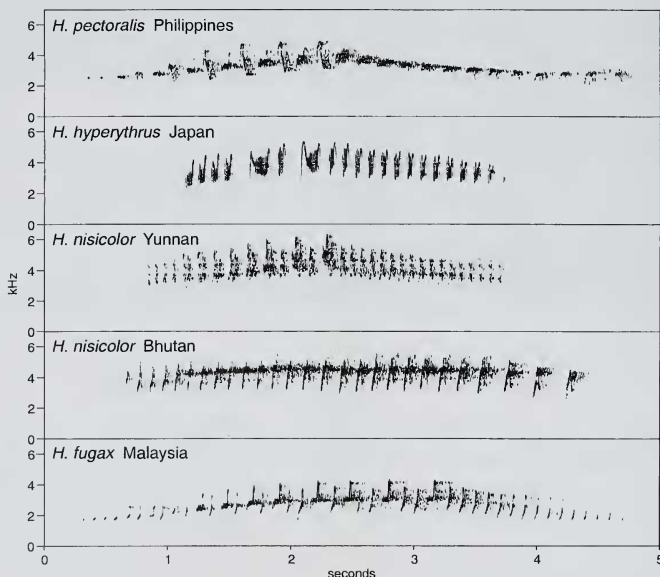 H. pectoralis Philippines
6
4
2
0
H. hyperythrus Japan
6
4
2
0
H. nisicolor Yunnan
6
4
2
0
kHz
H. nisicolor Bhutan
6
4
2
0
H. fugax Malaysia
6
4
2
0
0 1 2 3 4 5
seconds